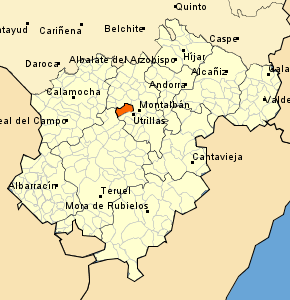 Quinto
atayud
Cariñena
Belchite
Caspe
Híjar
Daroca
Albalate del Arzobispo
Alcañiz
Cala
Andorra
Calamocha
Montalbán
Valde
Utrillas
eal del Campo
Cantavieja
Albarracín
Teruel
Mora de Rubielos